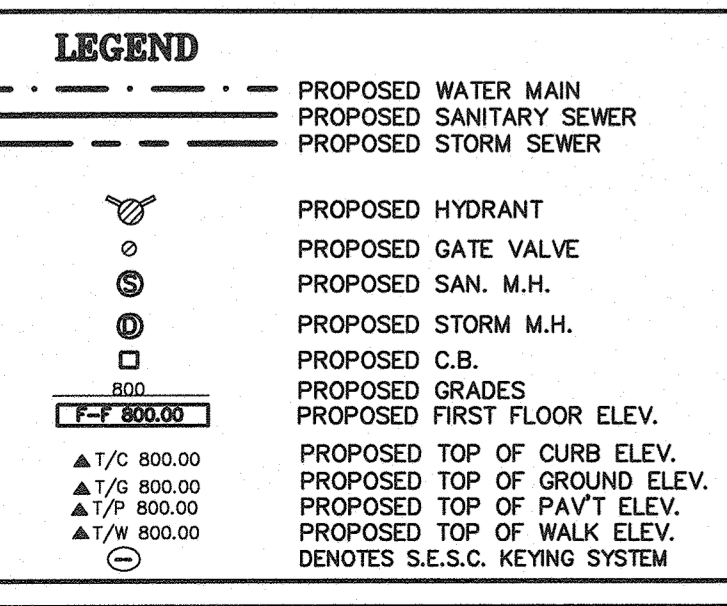 LEGEND
PROPOSED WATER MAIN
PROPOSED SANITARY SEWER
PROPOSED STORM SEWER
PROPOSED HYDRANT
PROPOSED GATE VALVE
S PROPOSED SAN. M.H.
D PROPOSED STORM M.H.
PROPOSED C.B.
800 PROPOSED GRADES
F-F 800.00 PROPOSED FIRST FLOOR ELEV.
▲T/C 800.00 PROPOSED TOP OF CURB ELEV.
▲T/G 800.00 PROPOSED TOP OF GROUND ELEV.
▲T/P 800.00 PROPOSED TOP OF PAV'T ELEV.
▲T/W 800.00 PROPOSED TOP OF WALK ELEV.
DENOTES S.E.S.C. KEYING SYSTEM